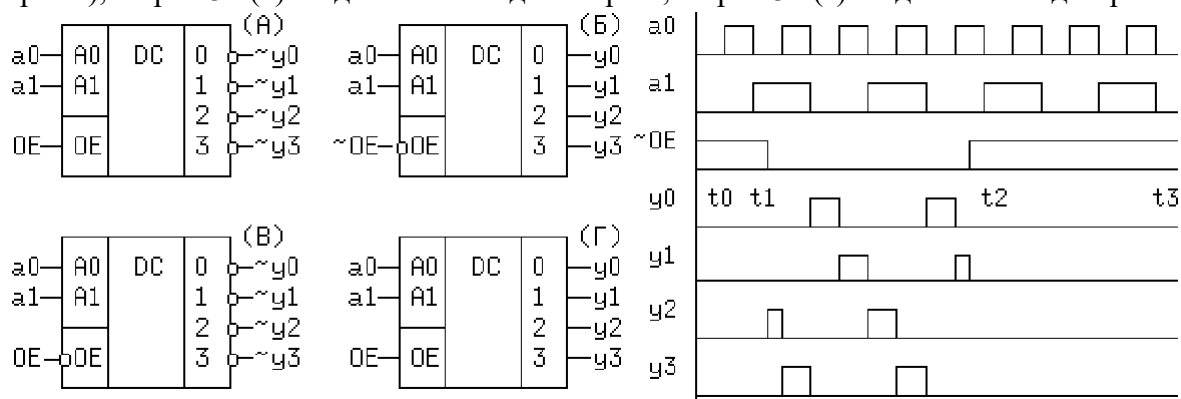 (А)
a0 A0 DC 0 ~y0
a1 A1 1 ~y1
2 ~y2
OE OE 3 ~y3
(Б)
a0 A0 DC 0 y0
a1 A1 1 y1
2 y2
~OE OE 3 y3
(В)
a0 A0 DC 0 ~y0
a1 A1 1 ~y1
2 ~y2
OE OE 3 ~y3
(Г)
a0 A0 DC 0 y0
a1 A1 1 y1
2 y2
OE OE 3 y3
a0
a1
~OE
y0 t0 t1 t2 t3
y1
y2
y3